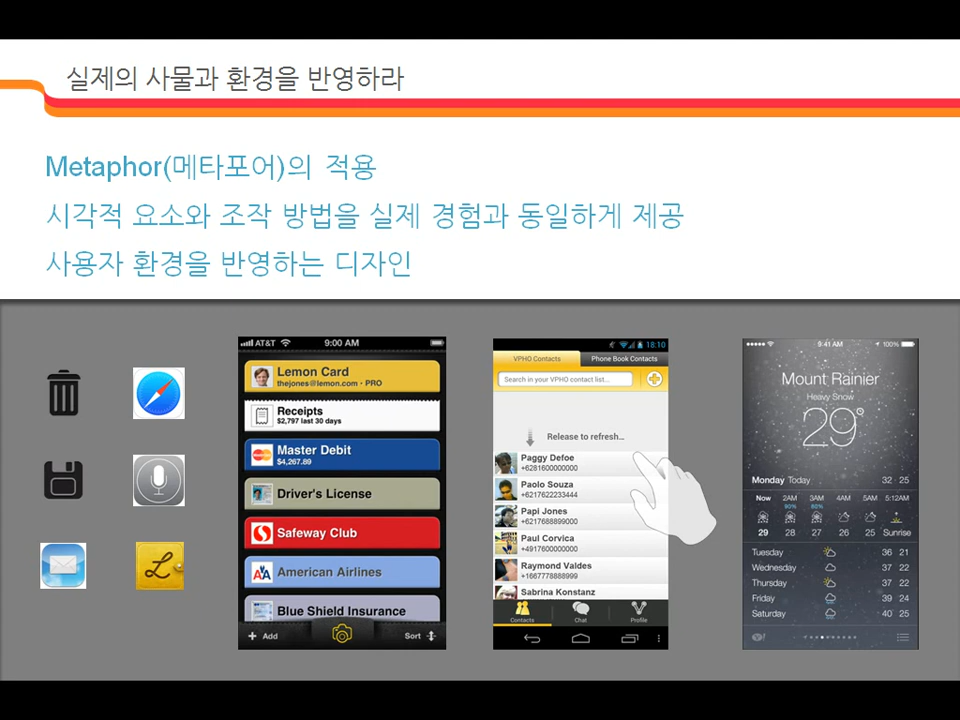 실제의 사물과 환경을 반영하라
Metaphor(메타포어)의 적용
시각적 요소와 조작 방법을 실제 경험과 동일하게 제공
사용자 환경을 반영하는 디자인
L
AT&T 9:00 AM
Lemon Card
thejones@lemon.com • PRO
Receipts
$2,797 last 30 days
Master Debit
$4,267.89
Driver's License
Safeway Club
AA American Airlines
Blue Shield Insurance
+ Add
Sort
18:10
VPHO Contacts Phone Book Contacts
Search in your VPHO contact list...
Release to refresh...
Paggy Defoe
+6281600000000
Paolo Souza
+6217622233444
Papi Jones
+6217688899000
Paul Corvica
+4917600000000
Raymond Valdes
+1667778888999
Sabrina Konstanz
Contacts Chat Profile
9:41 AM 100%
Mount Rainier
Heavy Snow
29°
Monday Today 32 25
Now 2AM 3AM 4AM 5AM 5:12AM
90% 80%
29 28 27 26 25 Sunrise
Tuesday 36 21
Wednesday 37 22
Thursday 37 22
Friday 39 24
Saturday 40 25
Y!